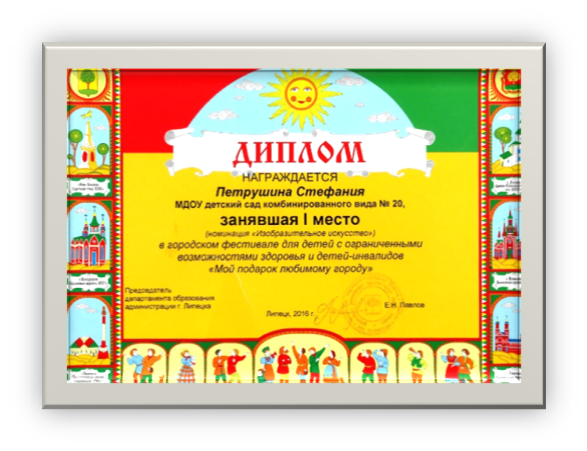 ДИПЛОМ
НАГРАЖДАЕТСЯ
Петрушина Стефания
МДОУ детский сад комбинированного вида № 20,
занявшая I место
(номинация «Изобразительное искусство»)
в городском фестивале для детей с ограниченными
возможностями здоровья и детей-инвалидов
«Мой подарок любимому городу»
Председатель
департамента образования
администрации г. Липецка
Липецк, 2016 г.
Е.Н. Павлов